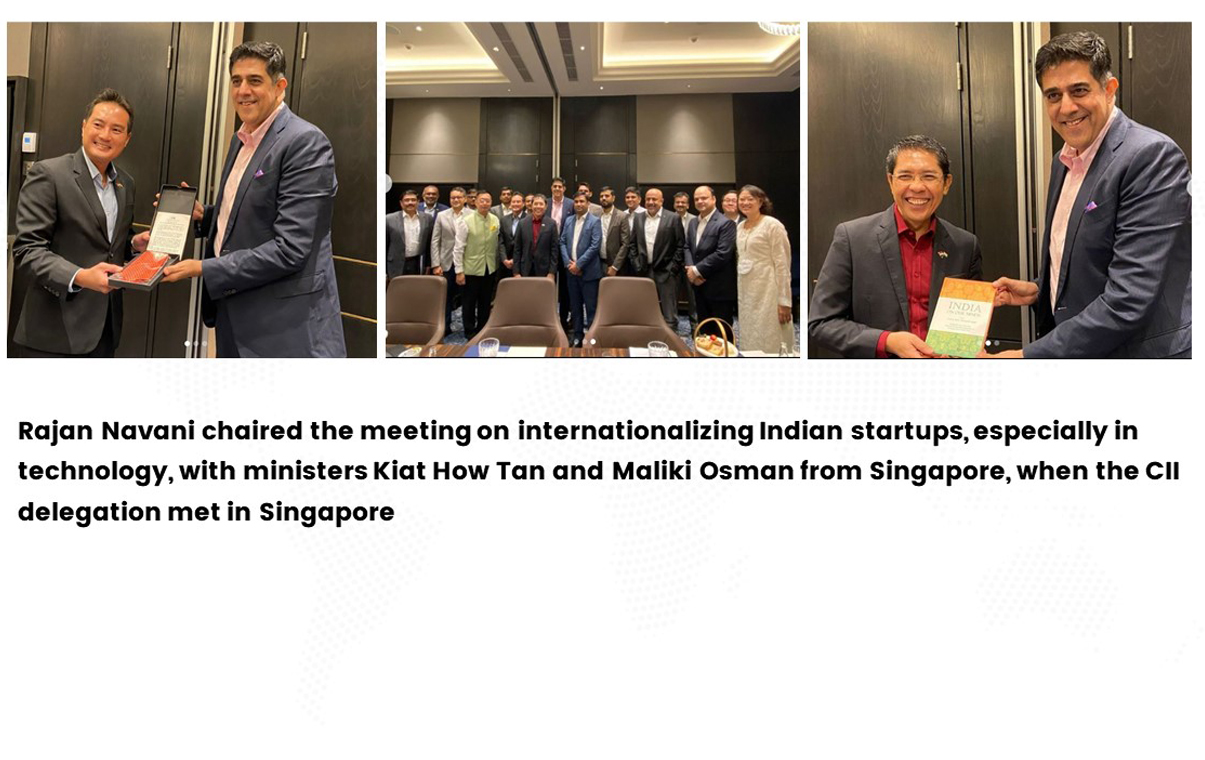 INDIA
Rajan Navani chaired the meeting on internationalizing Indian startups, especially in
technology, with ministers Kiat How Tan and Maliki Osman from Singapore, when the CII
delegation met in Singapore